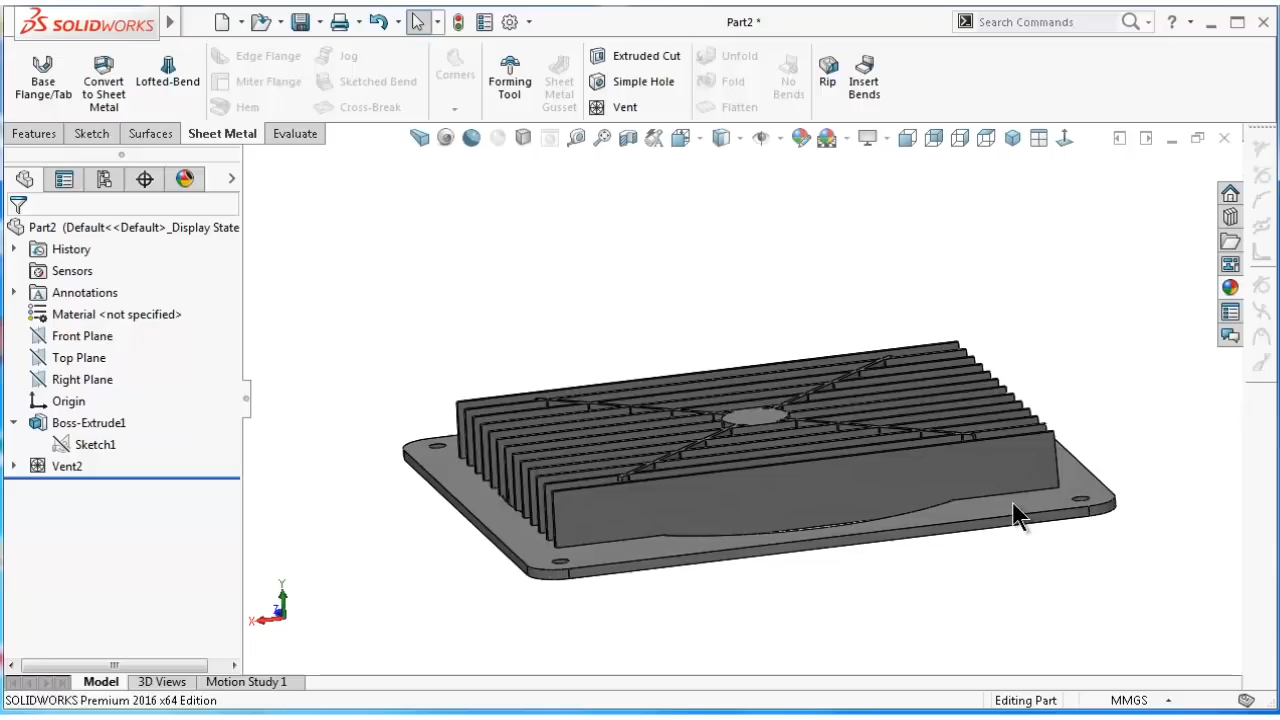 SOLIDWORKS
Part2 *
Search Commands
Base Flange/Tab
Convert to Sheet Metal
Lofted-Bend
Edge Flange
Miter Flange
Hem
Jog
Sketched Bend
Cross-Break
Corners
Forming Tool
Sheet Metal Gusset
Extruded Cut
Simple Hole
Vent
Unfold
Fold
Flatten
No Bends
Rip
Insert Bends
Features Sketch Surfaces Sheet Metal Evaluate
Part2 (Default<<Default>_Display State
History
Sensors
Annotations
Material <not specified>
Front Plane
Top Plane
Right Plane
Origin
Boss-Extrude1
Sketch1
Vent2
Y
Z
X
Model 3D Views Motion Study 1
SOLIDWORKS Premium 2016 x64 Edition Editing Part MMGS